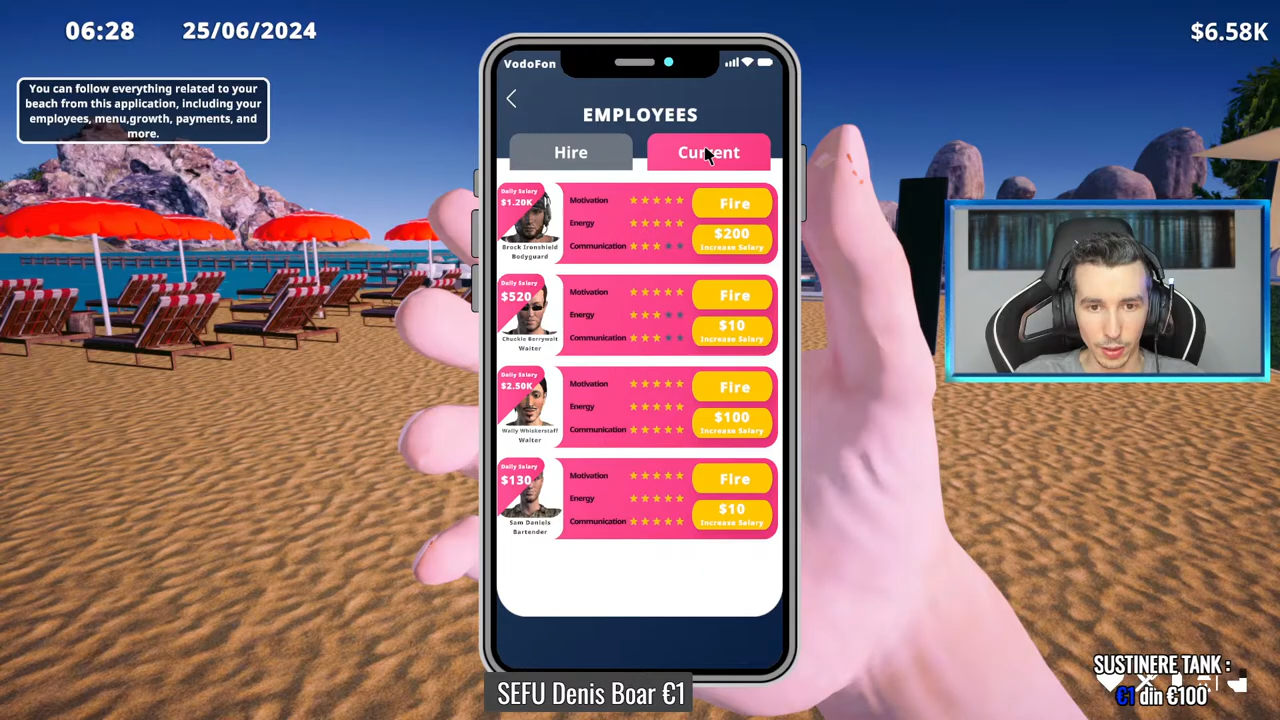 06:28
25/06/2024
$6.58K
You can follow everything related to your
beach from this application, including your
employees, menu,growth, payments, and
more.
VodoFon
EMPLOYEES
Hire
Current
Daily Salary
$1.20K
Brock Ironshield
Bodyguard
Motivation
Energy
Communication
Fire
$200
Increase Salary
Daily Salary
$520
Chuckle Berrywait
Waiter
Motivation
Energy
Communication
Fire
$10
Increase Salary
Daily Salary
$2.50K
Wally Whiskerstaff
Waiter
Motivation
Energy
Communication
Fire
$100
Increase Salary
Daily Salary
$130
Sam Daniels
Bartender
Motivation
Energy
Communication
Fire
$10
Increase Salary
SEFU Denis Boar €1
SUSTINERE TANK :
€1 din €100